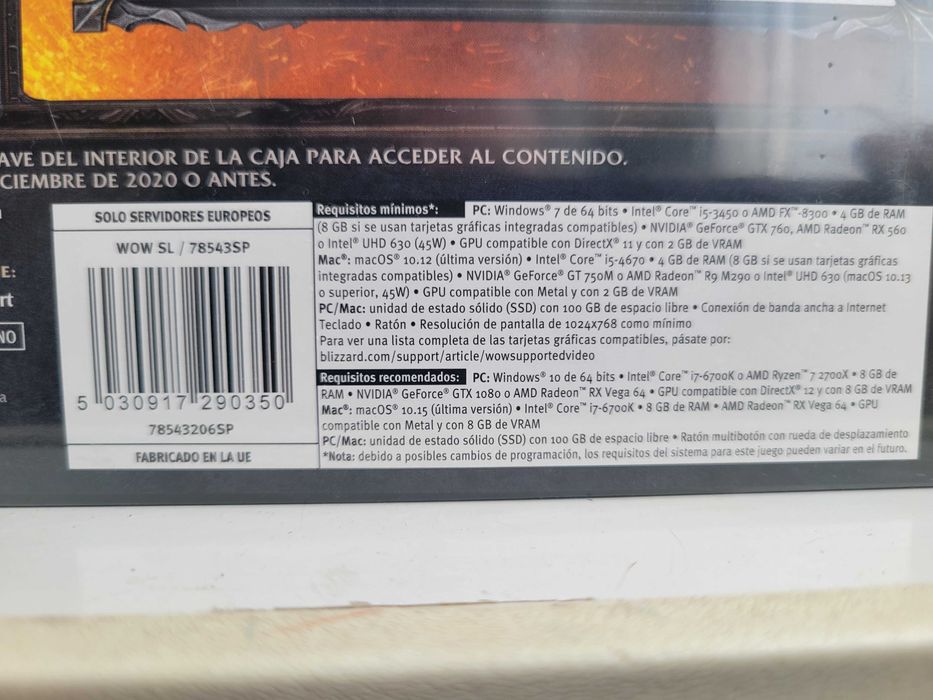 AVE DEL INTERIOR DE LA CAJA PARA ACCEDER AL CONTENIDO.
CIEMBRE DE 2020 O ANTES.
E:
rt
NO
a
SOLO SERVIDORES EUROPEOS
WOW SL / 78543SP
5 030917 290350
78543206SP
FABRICADO EN LA UE
Requisitos mínimos*: PC: Windows® 7 de 64 bits • Intel® Core™ i5-3450 o AMD FX™-8300 • 4 GB de RAM
(8 GB si se usan tarjetas gráficas integradas compatibles) • NVIDIA® GeForce® GTX 760, AMD Radeon™ RX 560
o Intel® UHD 630 (45W) • GPU compatible con DirectX® 11 y con 2 GB de VRAM
Mac®: macOS® 10.12 (última versión) • Intel® Core™ i5-4670 • 4 GB de RAM (8 GB si se usan tarjetas gráficas
integradas compatibles) • NVIDIA® GeForce® GT 750M o AMD Radeon™ R9 M290 o Intel® UHD 630 (macOS 10.13
o superior, 45W) • GPU compatible con Metal y con 2 GB de VRAM
PC/Mac: unidad de estado sólido (SSD) con 100 GB de espacio libre • Conexión de banda ancha a Internet
Teclado • Ratón • Resolución de pantalla de 1024x768 como mínimo
Para ver una lista completa de las tarjetas gráficas compatibles, pásate por:
blizzard.com/support/article/wowsupportedvideo
Requisitos recomendados: PC: Windows® 10 de 64 bits • Intel® Core™ i7-6700K o AMD Ryzen™ 7 2700X • 8 GB de
RAM • NVIDIA® GeForce® GTX 1080 o AMD Radeon™ RX Vega 64 • GPU compatible con DirectX® 12 y con 8 GB de VRAM
Mac®: macOS® 10.15 (última versión) • Intel® Core™ i7-6700K • 8 GB de RAM • AMD Radeon™ RX Vega 64 • GPU
compatible con Metal y con 8 GB de VRAM
PC/Mac: unidad de estado sólido (SSD) con 100 GB de espacio libre • Ratón multibotón con rueda de desplazamiento
*Nota: debido a posibles cambios de programación, los requisitos del sistema para este juego pueden variar en el futuro.